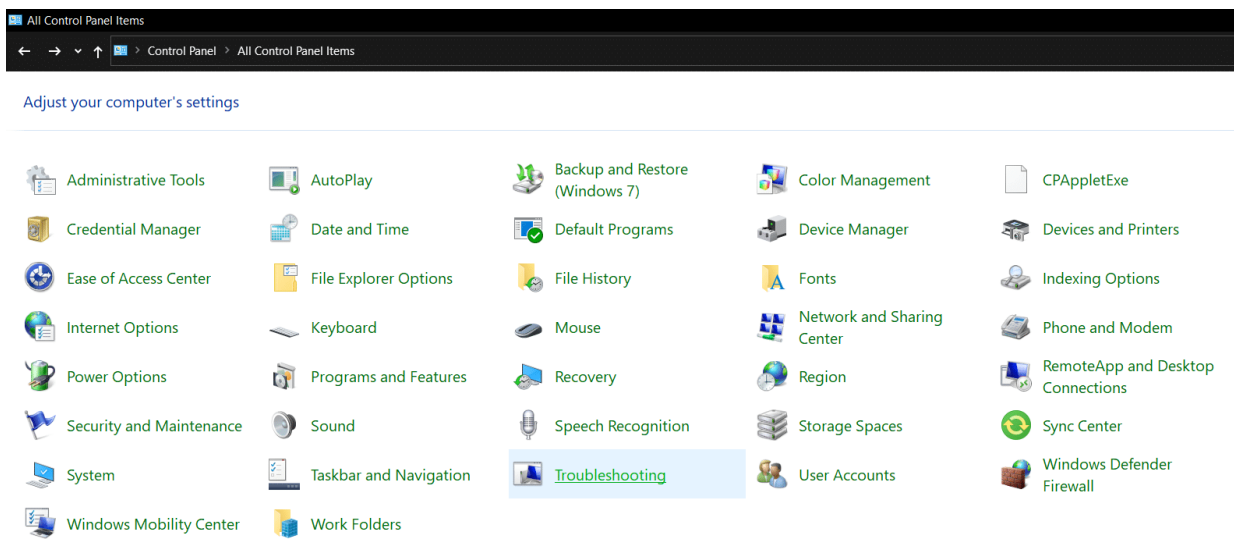 All Control Panel Items
Control Panel > All Control Panel Items
Adjust your computer's settings
Administrative Tools
AutoPlay
Backup and Restore
(Windows 7)
Color Management
CPAppletExe
Credential Manager
Date and Time
Default Programs
Device Manager
Devices and Printers
Ease of Access Center
File Explorer Options
File History
Fonts
Indexing Options
Internet Options
Keyboard
Mouse
Network and Sharing
Center
Phone and Modem
Power Options
Programs and Features
Recovery
Region
RemoteApp and Desktop
Connections
Security and Maintenance
Sound
Speech Recognition
Storage Spaces
Sync Center
System
Taskbar and Navigation
Troubleshooting
User Accounts
Windows Defender
Firewall
Windows Mobility Center
Work Folders